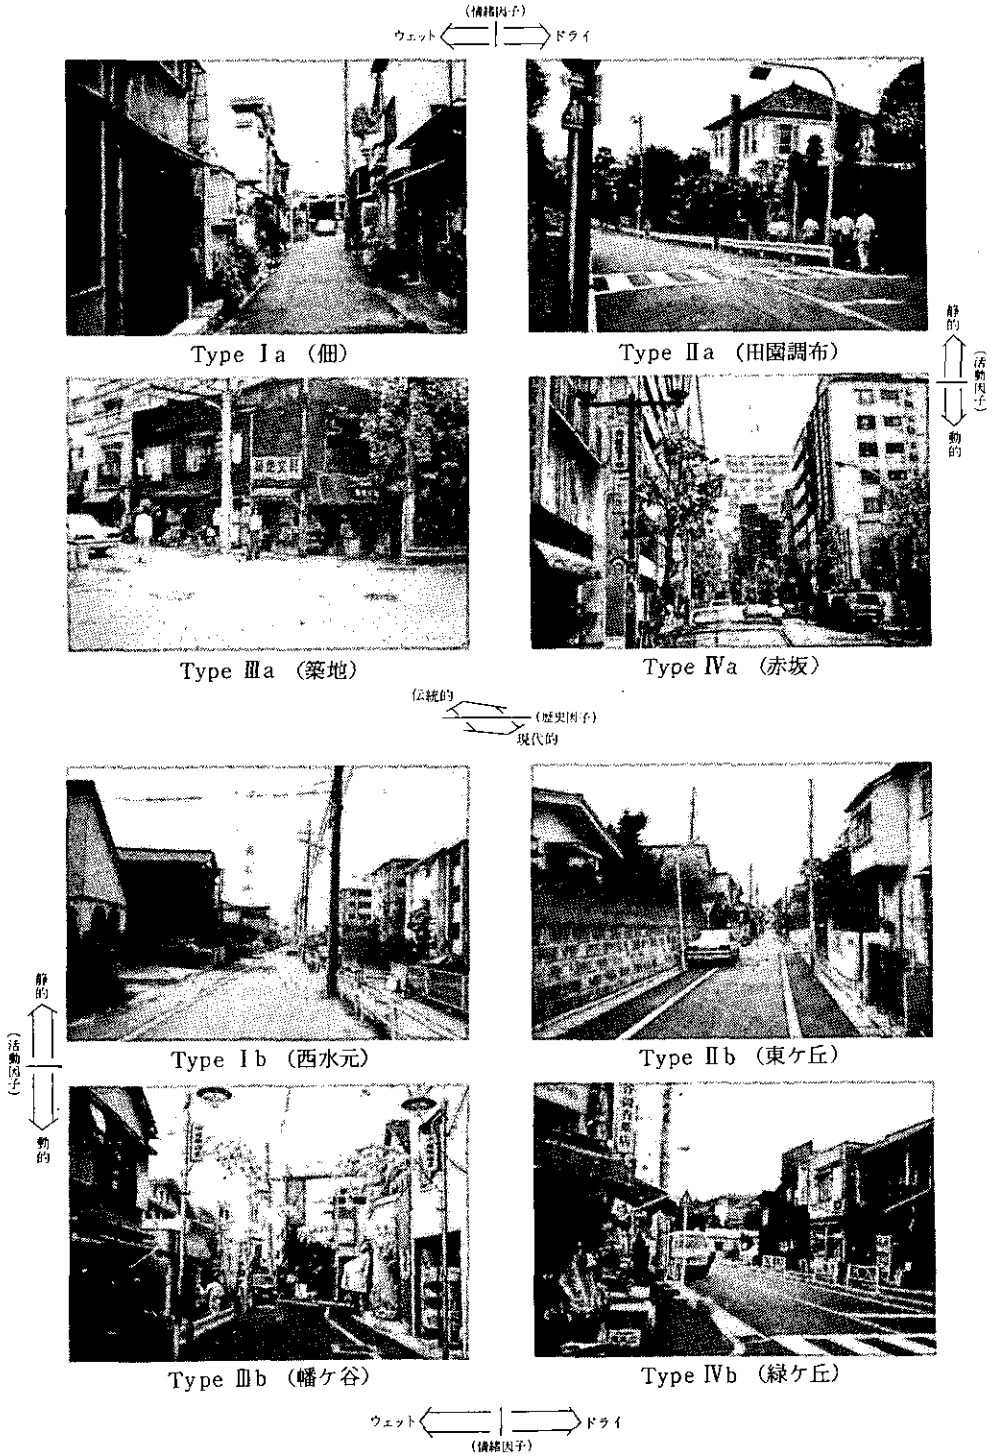 (情緒因子)
ウェット ドライ
Type Ⅰa (佃)
Type Ⅱa (田園調布)
静的
(活動因子)
動的
Type Ⅲa (築地)
Type Ⅳa (赤坂)
伝統的
(歴史因子)
現代的
Type Ⅰb (西水元)
Type Ⅱb (東ケ丘)
静的
(活動因子)
動的
Type Ⅲb (幡ケ谷)
Type Ⅳb (緑ケ丘)
ウェット ドライ
(情緒因子)